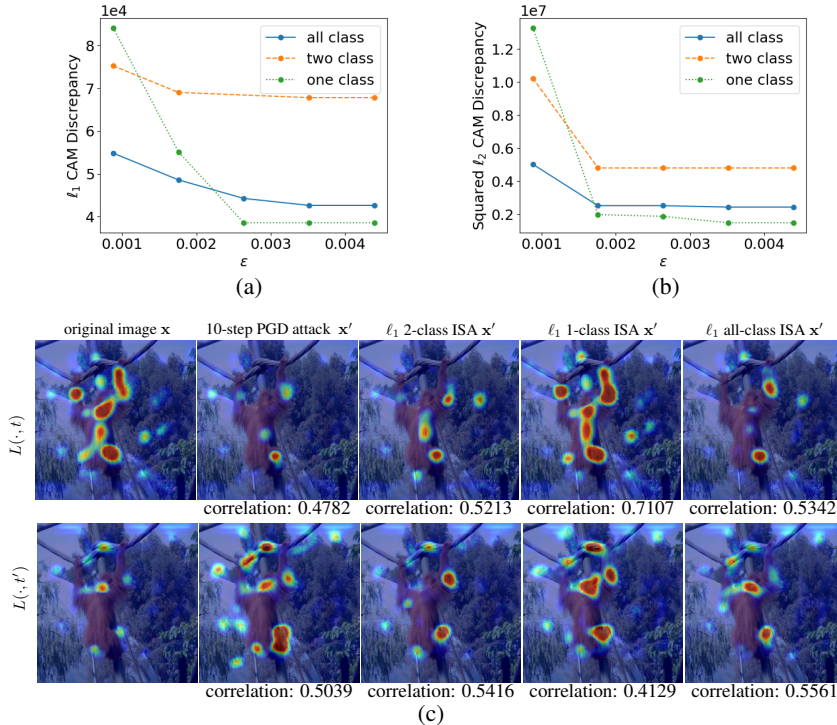 1e4
8
7
6
5
4
ℓ1 CAM Discrepancy
all class
two class
one class
0.001 0.002 0.003 0.004
ε
(a)
1e7
1.2
1.0
0.8
0.6
0.4
0.2
Squared ℓ2 CAM Discrepancy
all class
two class
one class
0.001 0.002 0.003 0.004
ε
(b)
original image x 10-step PGD attack x′ ℓ1 2-class ISA x′ ℓ1 1-class ISA x′ ℓ1 all-class ISA x′
L(·, t)
correlation: 0.4782 correlation: 0.5213 correlation: 0.7107 correlation: 0.5342
L(·, t′)
correlation: 0.5039 correlation: 0.5416 correlation: 0.4129 correlation: 0.5561
(c)